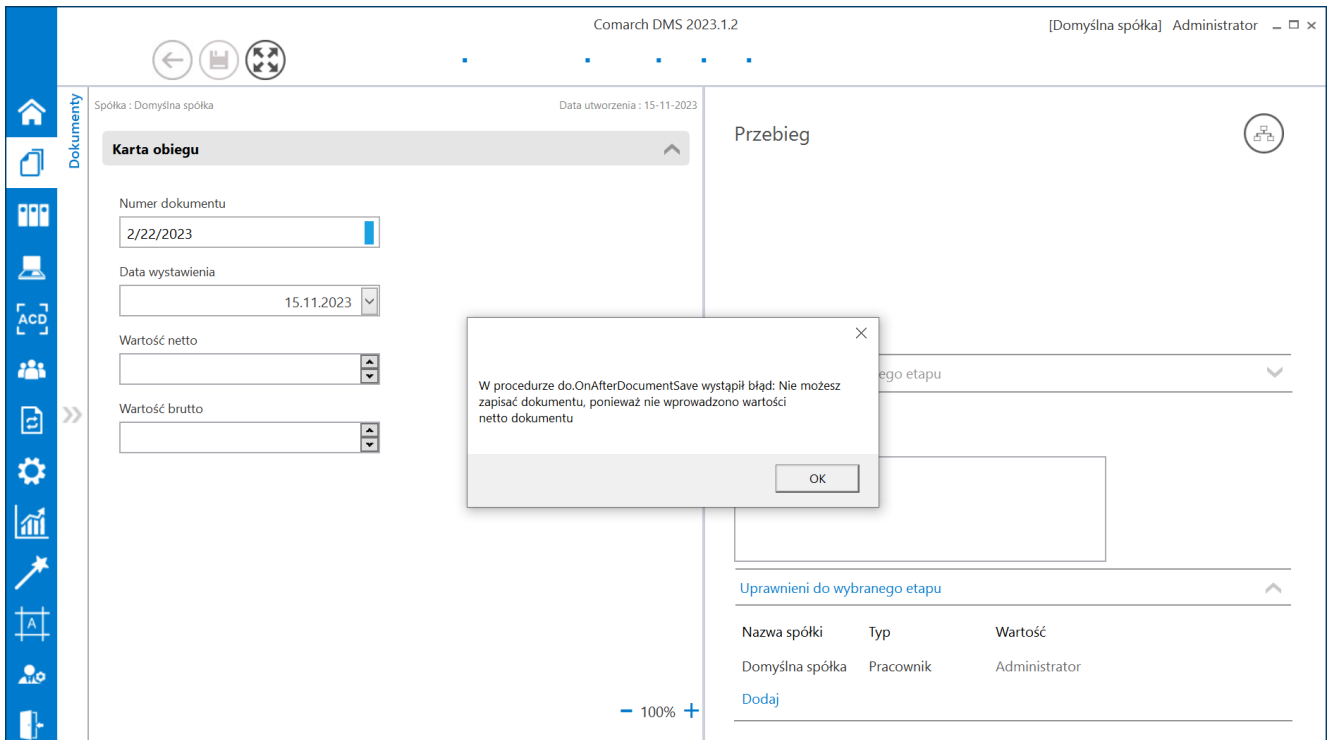 Comarch DMS 2023.1.2
[Domyślna spółka] Administrator
Dokumenty
Spółka : Domyślna spółka
Data utworzenia : 15-11-2023
Karta obiegu
Numer dokumentu
2/22/2023
Data wystawienia
15.11.2023
Wartość netto
Wartość brutto
100%
ACD
A
Przebieg
ego etapu
W procedurze do.OnAfterDocumentSave wystąpił błąd: Nie możesz
zapisać dokumentu, ponieważ nie wprowadzono wartości
netto dokumentu
OK
Uprawnieni do wybranego etapu
Nazwa spółki Typ Wartość
Domyślna spółka Pracownik Administrator
Dodaj